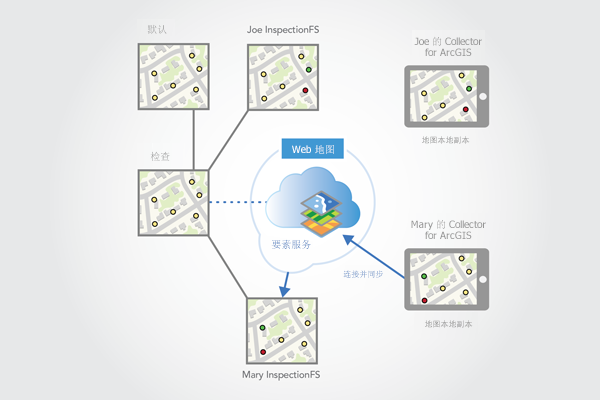 默认
Joe InspectionFS
Joe 的 Collector
for ArcGIS
地图本地副本
检查
Web 地图
要素服务
Mary 的 Collector
for ArcGIS
连接并同步
地图本地副本
Mary InspectionFS